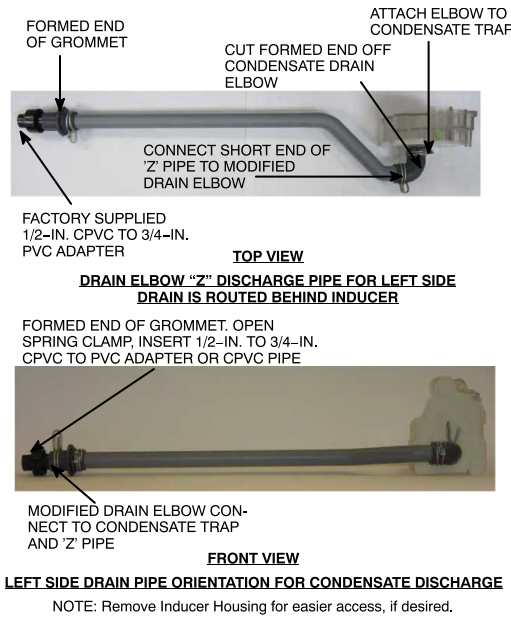 FORMED END
OF GROMMET
ATTACH ELBOW TO
CONDENSATE TRAP
CUT FORMED END OFF
CONDENSATE DRAIN
ELBOW
CONNECT SHORT END OF
'Z' PIPE TO MODIFIED
DRAIN ELBOW
FACTORY SUPPLIED
1/2−IN. CPVC TO 3/4−IN.
PVC ADAPTER
TOP VIEW
DRAIN ELBOW “Z” DISCHARGE PIPE FOR LEFT SIDE
DRAIN IS ROUTED BEHIND INDUCER
FORMED END OF GROMMET. OPEN
SPRING CLAMP, INSERT 1/2−IN. TO 3/4−IN.
CPVC TO PVC ADAPTER OR CPVC PIPE
MODIFIED DRAIN ELBOW CON-
NECT TO CONDENSATE TRAP
AND 'Z' PIPE
FRONT VIEW
LEFT SIDE DRAIN PIPE ORIENTATION FOR CONDENSATE DISCHARGE
NOTE: Remove Inducer Housing for easier access, if desired.